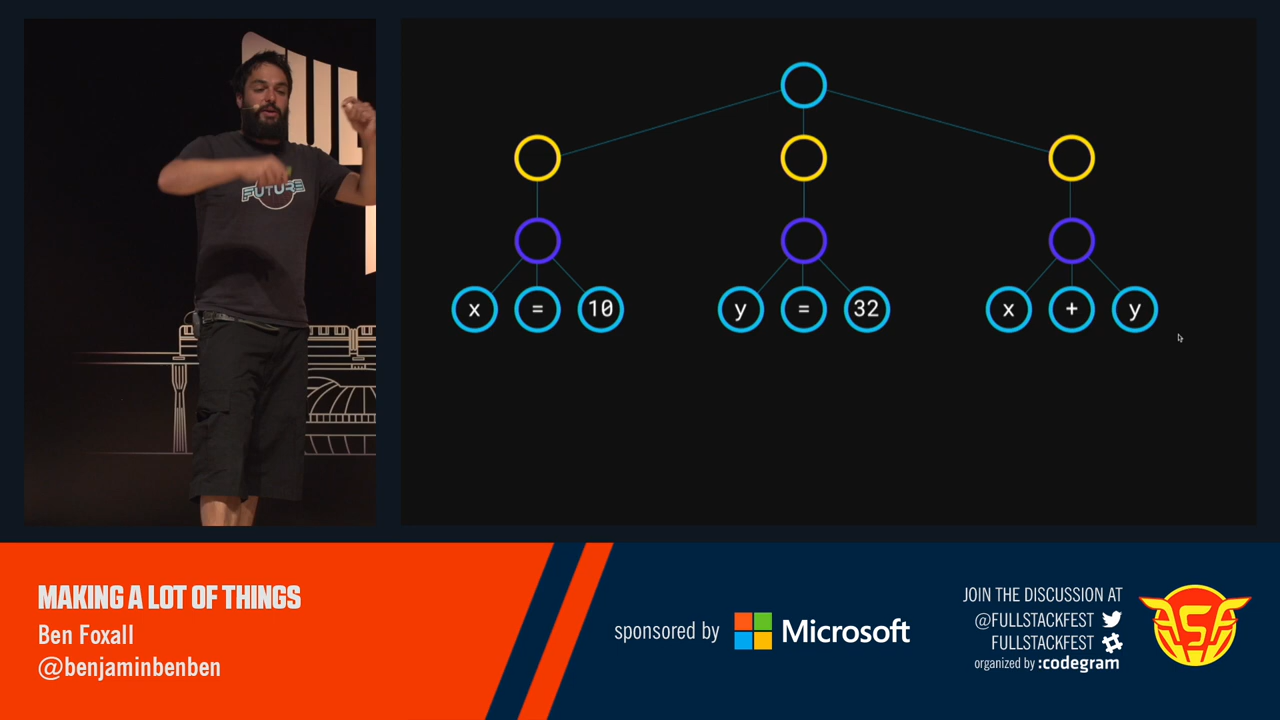 FUTURE
x = 10
y = 32
x + y
MAKING A LOT OF THINGS
Ben Foxall
@benjaminbenben
sponsored by Microsoft
JOIN THE DISCUSSION AT
@FULLSTACKFEST
FULLSTACKFEST
organized by :codegram
FSF